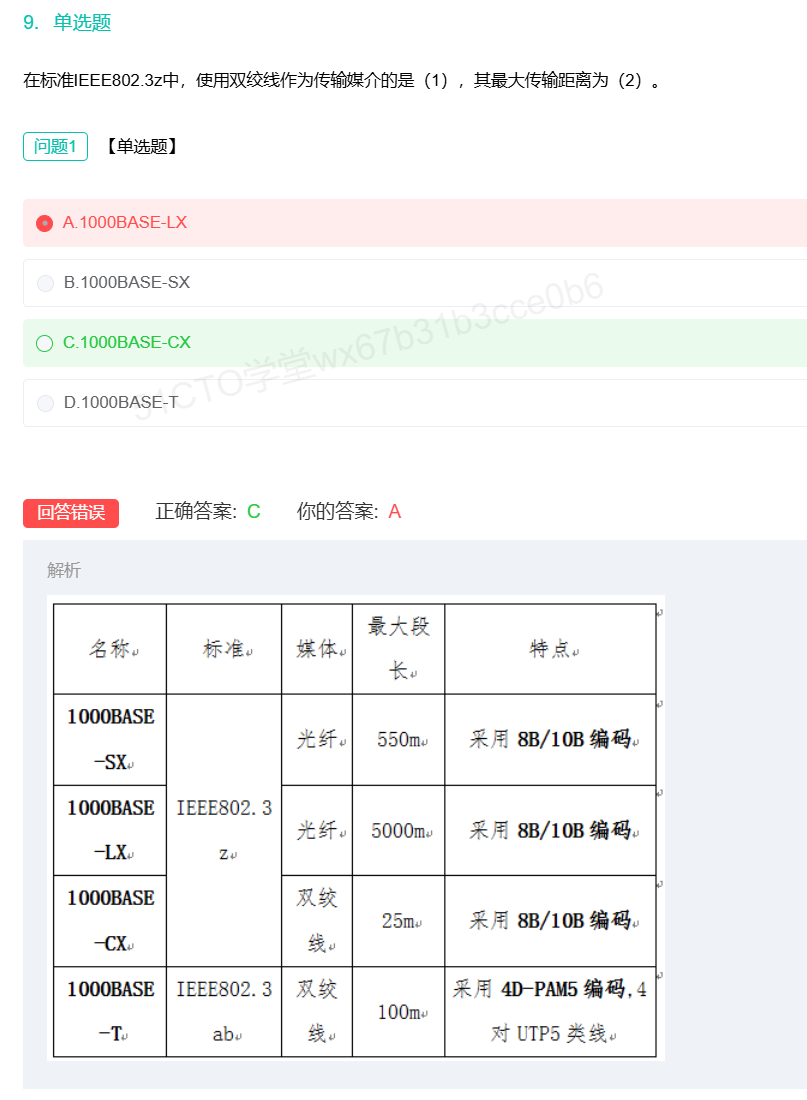 9. 单选题
在标准IEEE802.3z中，使用双绞线作为传输媒介的是（1），其最大传输距离为（2）。
问题1 【单选题】
A.1000BASE-LX
B.1000BASE-SX
C.1000BASE-CX
D.1000BASE-T
51CTO学堂wx67b31b3cce0b6
回答错误 正确答案: C 你的答案: A
解析
名称 标准 媒体 最大段长 特点
1000BASE-SX IEEE802.3z 光纤 550m 采用 8B/10B 编码
1000BASE-LX 光纤 5000m 采用 8B/10B 编码
1000BASE-CX 双绞线 25m 采用 8B/10B 编码
1000BASE-T IEEE802.3ab 双绞线 100m 采用 4D-PAM5 编码,4对 UTP5 类线